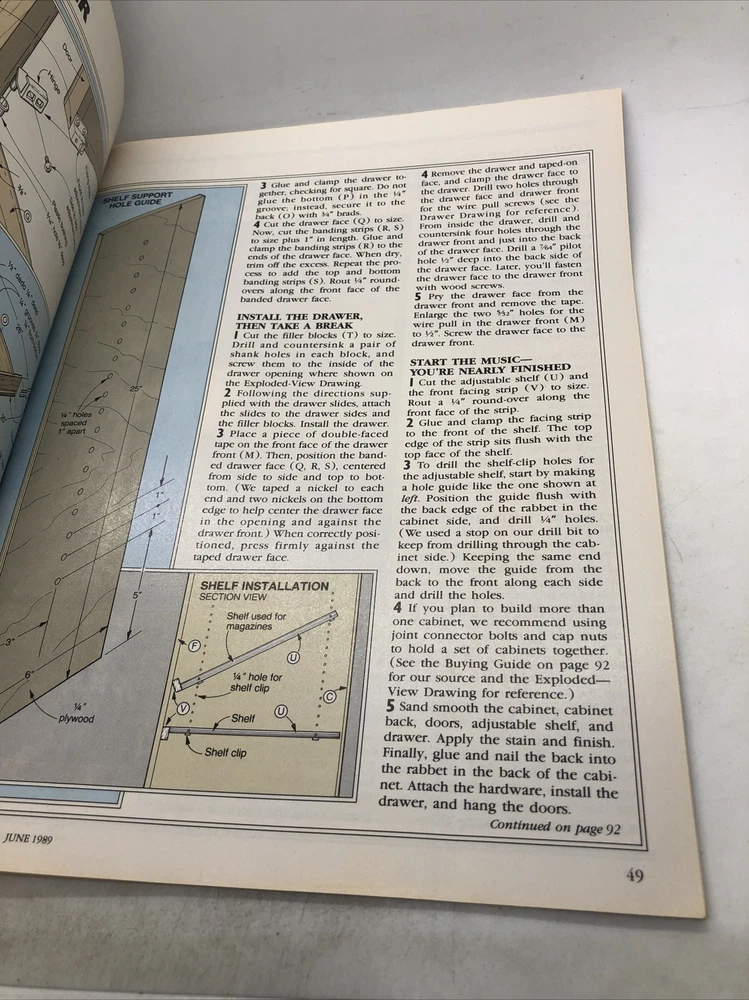 ER
Door
Hinge
SHELF SUPPORT
HOLE GUIDE
25"
¼" holes
spaced
1" apart
1"
1"
5"
3"
6"
¼"
plywood
3 Glue and clamp the drawer to-
gether, checking for square. Do not
glue the bottom (P) in the ¼"
groove; instead, secure it to the
back (O) with ¾" brads.
4 Cut the drawer face (Q) to size.
Now, cut the banding strips (R, S)
to size plus 1" in length. Glue and
clamp the banding strips (R) to the
ends of the drawer face. When dry,
trim off the excess. Repeat the pro-
cess to add the top and bottom
banding strips (S). Rout ¼" round-
overs along the front face of the
banded drawer face.
INSTALL THE DRAWER,
THEN TAKE A BREAK
1 Cut the filler blocks (T) to size.
Drill and countersink a pair of
shank holes in each block, and
screw them to the inside of the
drawer opening where shown on
the Exploded-View Drawing.
2 Following the directions sup-
plied with the drawer slides, attach
the slides to the drawer sides and
the filler blocks. Install the drawer.
3 Place a piece of double-faced
tape on the front face of the drawer
front (M). Then, position the band-
ed drawer face (Q, R, S), centered
from side to side and top to bot-
tom. (We taped a nickel to each
end and two nickels on the bottom
edge to help center the drawer face
in the opening and against the
drawer front.) When correctly posi-
tioned, press firmly against the
taped drawer face.
SHELF INSTALLATION
SECTION VIEW
Shelf used for
magazines
F
U
¼" hole for
shelf clip
C
V
Shelf
U
Shelf clip
4 Remove the drawer and taped-on
face, and clamp the drawer face to
the drawer. Drill two holes through
the drawer face and drawer front
for the wire pull screws (see the
Drawer Drawing for reference).
From inside the drawer, drill and
countersink four holes through the
drawer front and just into the back
of the drawer face. Drill a 7/64" pilot
hole ½" deep into the back side of
the drawer face. Later, you'll fasten
the drawer face to the drawer front
with wood screws.
5 Pry the drawer face from the
drawer front and remove the tape.
Enlarge the two 5/32" holes for the
wire pull in the drawer front (M)
to ½". Screw the drawer face to the
drawer front.
START THE MUSIC—
YOU'RE NEARLY FINISHED
1 Cut the adjustable shelf (U) and
the front facing strip (V) to size.
Rout a ¼" round-over along the
front face of the strip.
2 Glue and clamp the facing strip
to the front of the shelf. The top
edge of the strip sits flush with the
top face of the shelf.
3 To drill the shelf-clip holes for
the adjustable shelf, start by making
a hole guide like the one shown at
left. Position the guide flush with
the back edge of the rabbet in the
cabinet side, and drill ¼" holes.
(We used a stop on our drill bit to
keep from drilling through the cab-
inet side.) Keeping the same end
down, move the guide from the
back to the front along each side
and drill the holes.
4 If you plan to build more than
one cabinet, we recommend using
joint connector bolts and cap nuts
to hold a set of cabinets together.
(See the Buying Guide on page 92
for our source and the Exploded—
View Drawing for reference.)
5 Sand smooth the cabinet, cabinet
back, doors, adjustable shelf, and
drawer. Apply the stain and finish.
Finally, glue and nail the back into
the rabbet in the back of the cabi-
net. Attach the hardware, install the
drawer, and hang the doors.
Continued on page 92
JUNE 1989
49